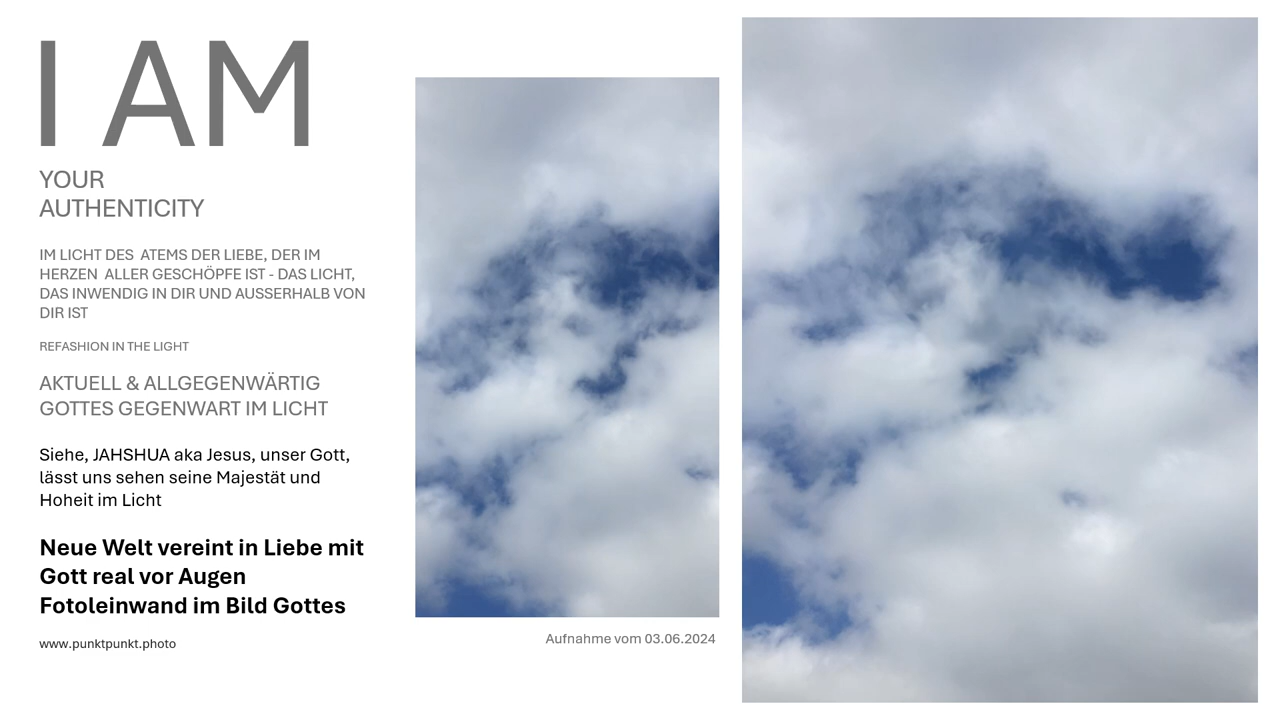 I AM
YOUR
AUTHENTICITY
IM LICHT DES  ATEMS DER LIEBE, DER IM
HERZEN  ALLER GESCHÖPFE IST - DAS LICHT,
DAS INWENDIG IN DIR UND AUSSERHALB VON
DIR IST
REFASHION IN THE LIGHT
AKTUELL & ALLGEGENWÄRTIG
GOTTES GEGENWART IM LICHT
Siehe, JAHSHUA aka Jesus, unser Gott,
lässt uns sehen seine Majestät und
Hoheit im Licht
Neue Welt vereint in Liebe mit
Gott real vor Augen
Fotoleinwand im Bild Gottes
www.punktpunkt.photo
Aufnahme vom 03.06.2024